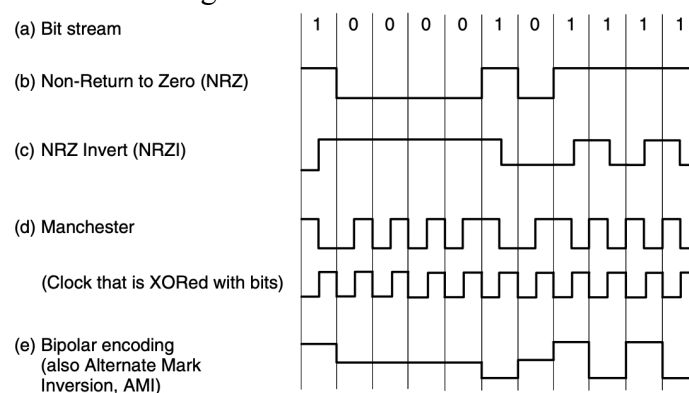 (a) Bit stream 1 0 0 0 0 1 0 1 1 1 1
(b) Non-Return to Zero (NRZ)
(c) NRZ Invert (NRZI)
(d) Manchester
(Clock that is XORed with bits)
(e) Bipolar encoding
(also Alternate Mark
Inversion, AMI)